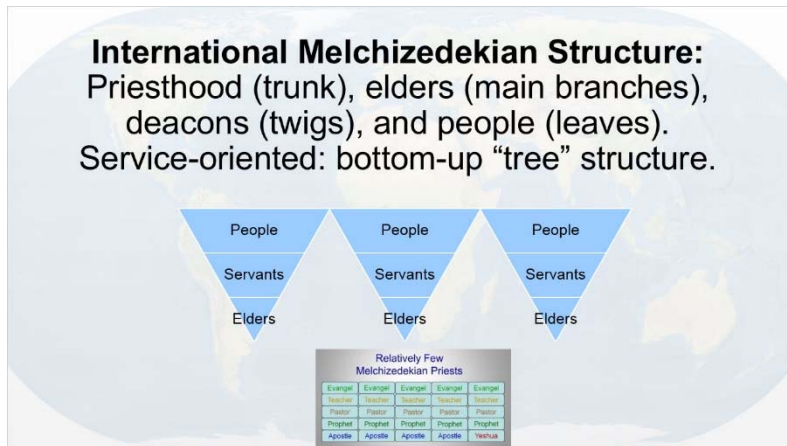 International Melchizedekian Structure:
Priesthood (trunk), elders (main branches),
deacons (twigs), and people (leaves).
Service-oriented: bottom-up “tree” structure.
People People People
Servants Servants Servants
Elders Elders Elders
Relatively Few
Melchizedekian Priests
Evangel Evangel Evangel Evangel Evangel
Teacher Teacher Teacher Teacher Teacher
Pastor Pastor Pastor Pastor Pastor
Prophet Prophet Prophet Prophet Prophet
Apostle Apostle Apostle Apostle Yeshua